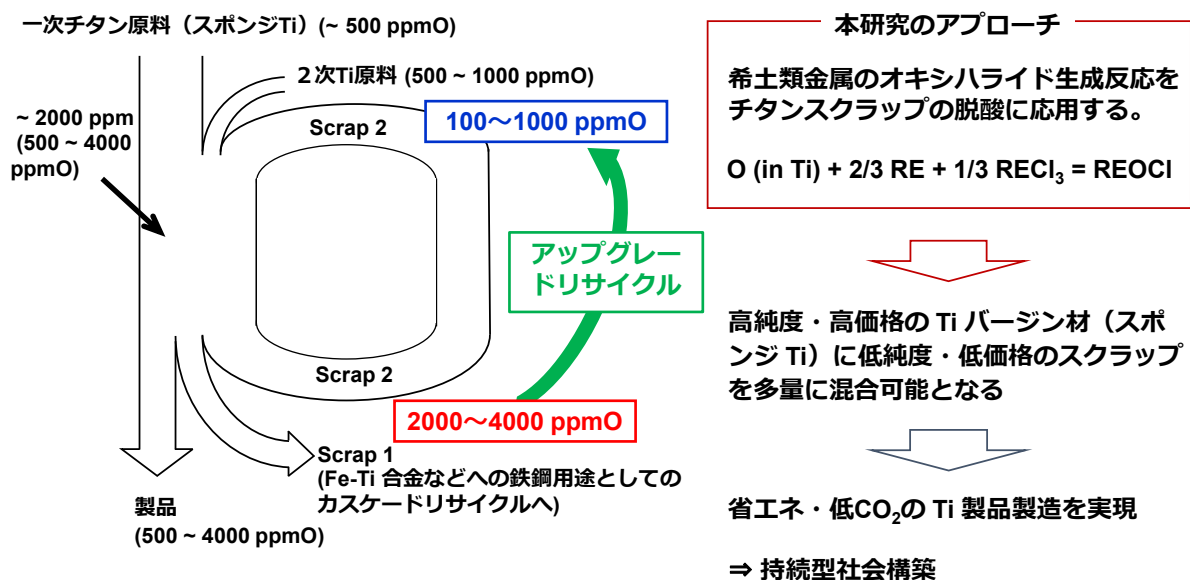 一次チタン原料（スポンジTi）(~ 500 ppmO)
２次Ti原料 (500 ~ 1000 ppmO)
~ 2000 ppm
(500 ~ 4000
ppmO)
Scrap 2
100～1000 ppmO
アップグレー
ドリサイクル
Scrap 2
2000～4000 ppmO
Scrap 1
(Fe-Ti 合金などへの鉄鋼用途としての
カスケードリサイクルへ)
製品
(500 ~ 4000 ppmO)
本研究のアプローチ
希土類金属のオキシハライド生成反応を
チタンスクラップの脱酸に応用する。
O (in Ti) + 2/3 RE + 1/3 RECl₃ = REOCl
高純度・高価格の Ti バージン材（スポ
ンジ Ti）に低純度・低価格のスクラップ
を多量に混合可能となる
省エネ・低CO₂の Ti 製品製造を実現
⇒ 持続型社会構築